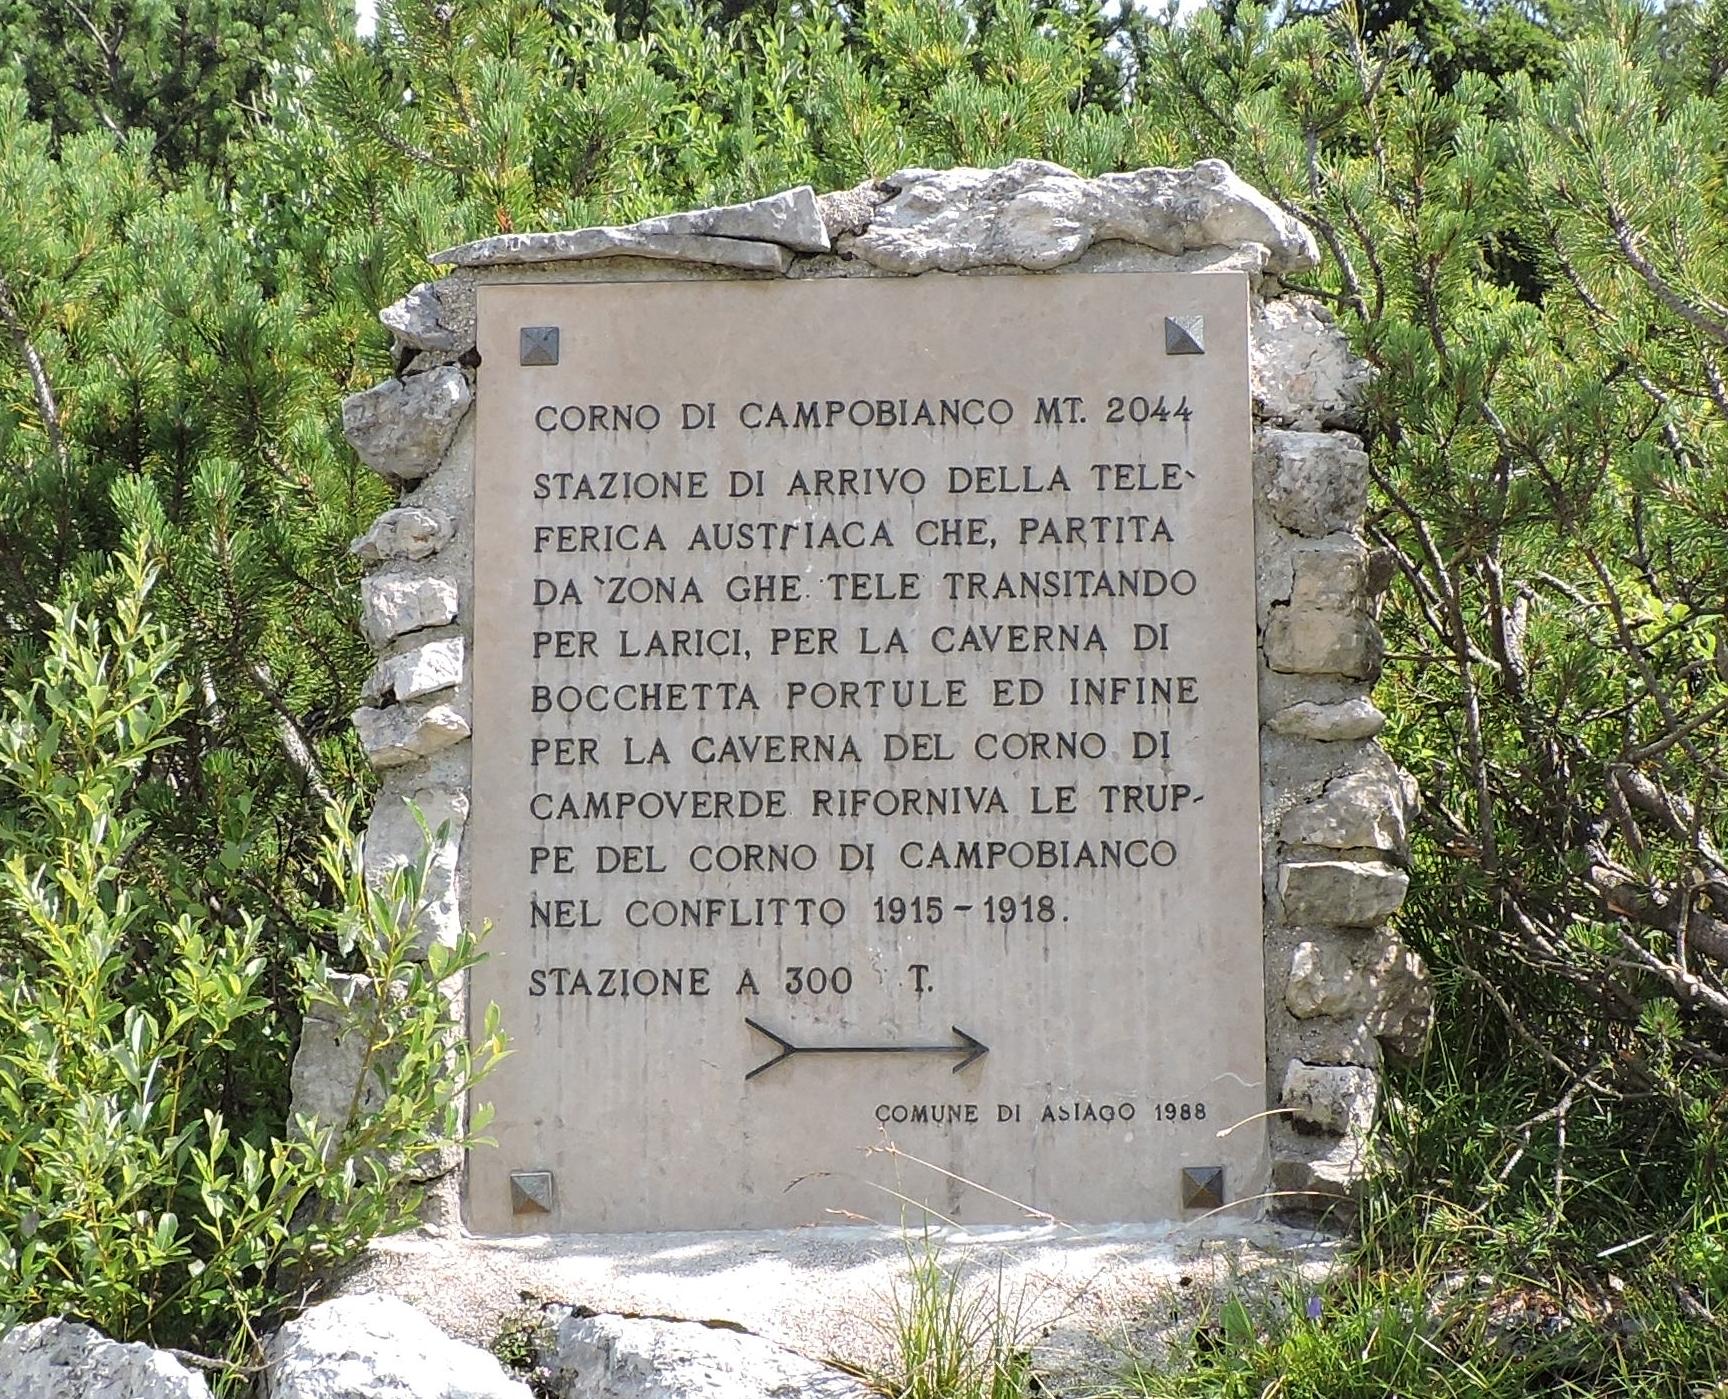 CORNO DI CAMPOBIANCO MT. 2044
STAZIONE DI ARRIVO DELLA TELE-
FERICA AUSTRIACA CHE, PARTITA
DA ZONA GHE TELE TRANSITANDO
PER LARICI, PER LA CAVERNA DI
BOCCHETTA PORTULE ED INFINE
PER LA CAVERNA DEL CORNO DI
CAMPOVERDE RIFORNIVA LE TRUP-
PE DEL CORNO DI CAMPOBIANCO
NEL CONFLITTO 1915-1918.
STAZIONE A 300 T.
COMUNE DI ASIAGO 1988